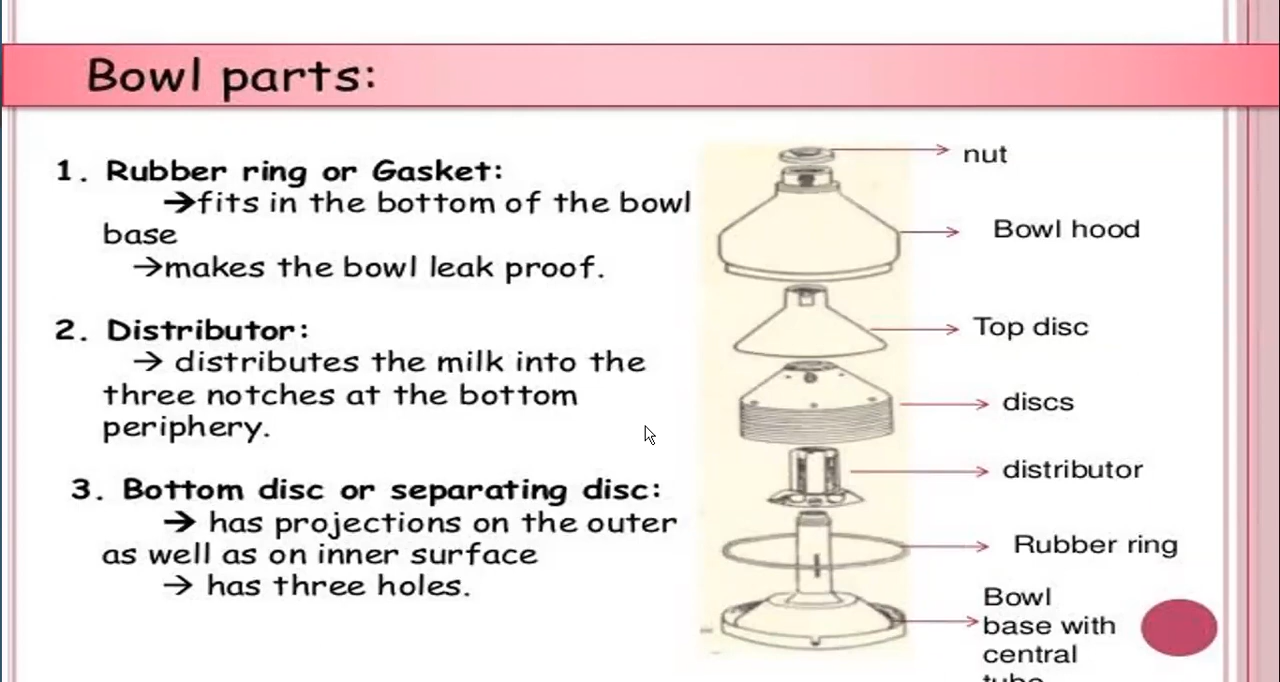 Bowl parts:
1. Rubber ring or Gasket:
→fits in the bottom of the bowl
base
→makes the bowl leak proof.
2. Distributor:
→ distributes the milk into the
three notches at the bottom
periphery.
3. Bottom disc or separating disc:
→ has projections on the outer
as well as on inner surface
→ has three holes.
nut
Bowl hood
Top disc
discs
distributor
Rubber ring
Bowl
base with
central